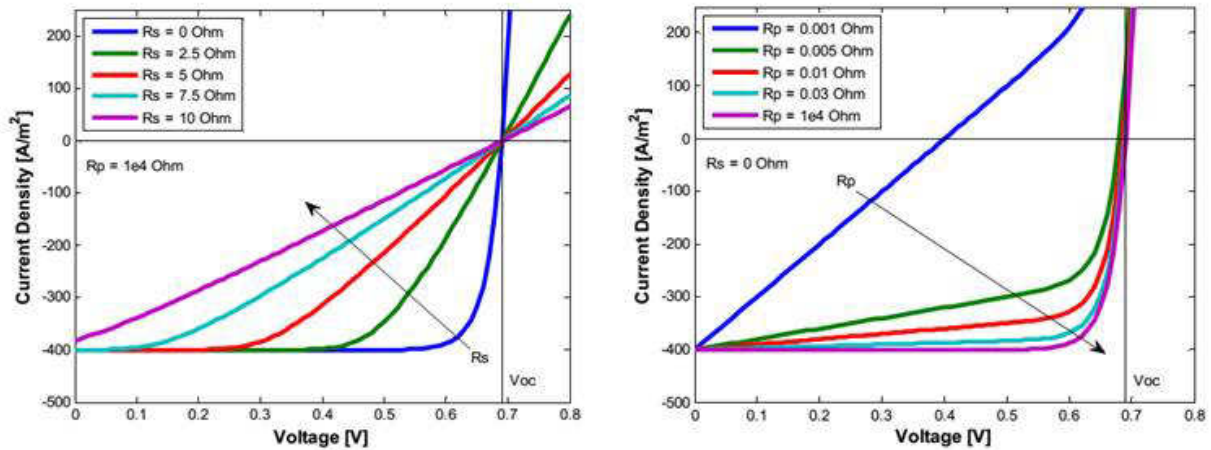 Rs = 0 Ohm
Rs = 2.5 Ohm
Rs = 5 Ohm
Rs = 7.5 Ohm
Rs = 10 Ohm
Rp = 1e4 Ohm
Rs
Voc
Current Density [A/m²]
200
100
0
-100
-200
-300
-400
-500
0
0.1
0.2
0.3
0.4
0.5
0.6
0.7
0.8
Voltage [V]
Rp = 0.001 Ohm
Rp = 0.005 Ohm
Rp = 0.01 Ohm
Rp = 0.03 Ohm
Rp = 1e4 Ohm
Rs = 0 Ohm
Rp
Voc
Current Density [A/m²]
200
100
0
-100
-200
-300
-400
-500
0
0.1
0.2
0.3
0.4
0.5
0.6
0.7
0.8
Voltage [V]